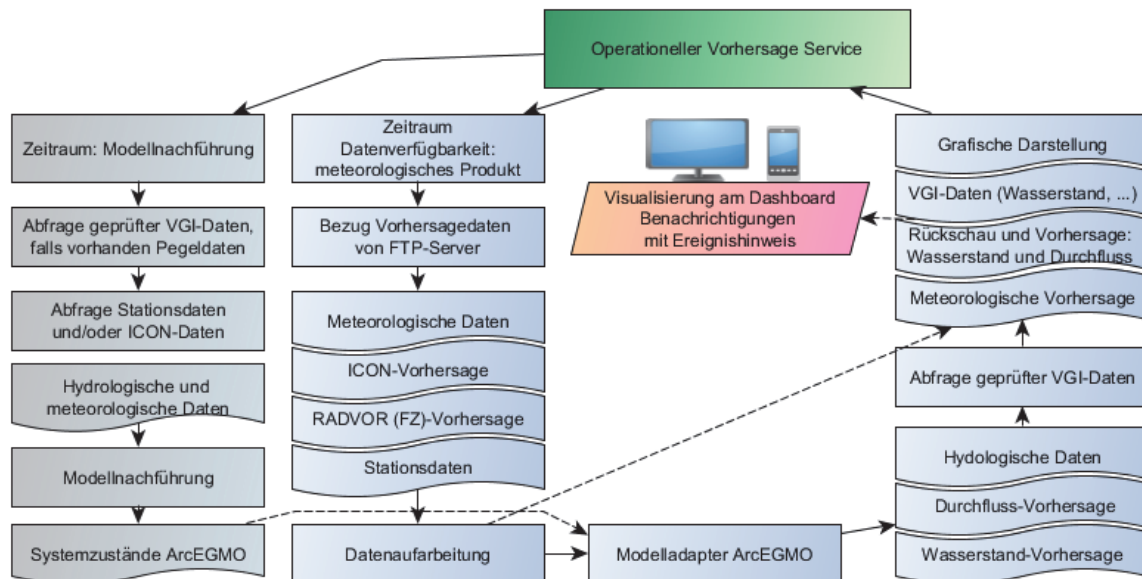 Operationeller Vorhersage Service
Zeitraum: Modellnachführung
Abfrage geprüfter VGI-Daten,
falls vorhanden Pegeldaten
Abfrage Stationsdaten
und/oder ICON-Daten
Hydrologische und
meteorologische Daten
Modellnachführung
Systemzustände ArcEGMO
Zeitraum
Datenverfügbarkeit:
meteorologisches Produkt
Bezug Vorhersagedaten
von FTP-Server
Meteorologische Daten
ICON-Vorhersage
RADVOR (FZ)-Vorhersage
Stationsdaten
Datenaufarbeitung
Visualisierung am Dashboard
Benachrichtigungen
mit Ereignishinweis
Modelladapter ArcEGMO
Grafische Darstellung
VGI-Daten (Wasserstand, ...)
Rückschau und Vorhersage:
Wasserstand und Durchfluss
Meteorologische Vorhersage
Abfrage geprüfter VGI-Daten
Hydologische Daten
Durchfluss-Vorhersage
Wasserstand-Vorhersage